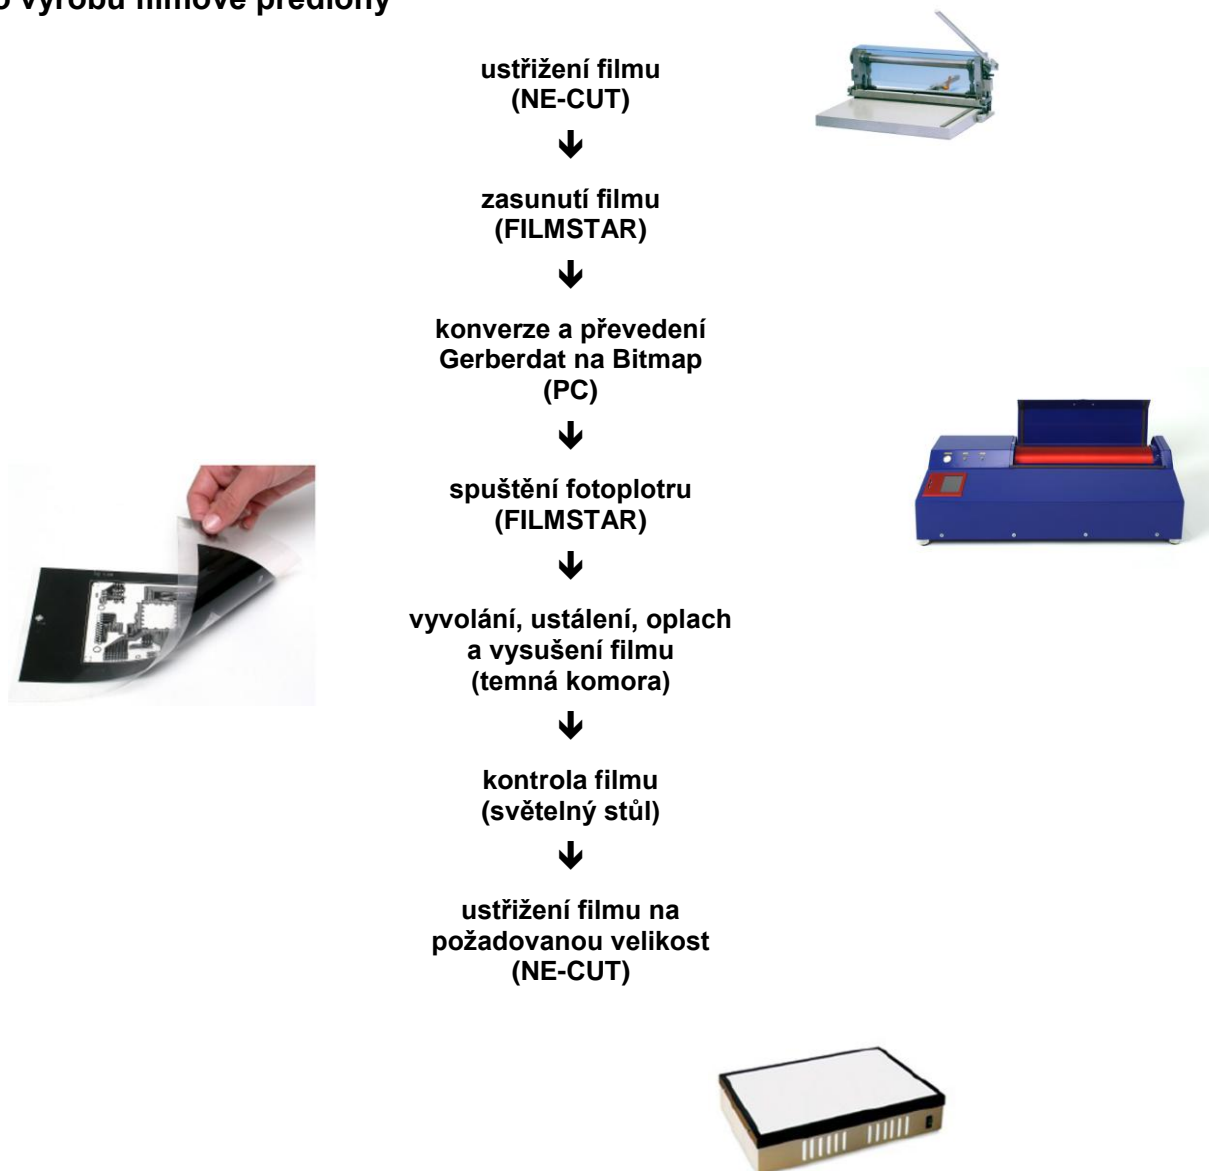 výrobu filmové předlohy
ustřižení filmu
(NE-CUT)
zasunutí filmu
(FILMSTAR)
konverze a převedení
Gerberdat na Bitmap
(PC)
spuštění fotoplotru
(FILMSTAR)
vyvolání, ustálení, oplach
a vysušení filmu
(temná komora)
kontrola filmu
(světelný stůl)
ustřižení filmu na
požadovanou velikost
(NE-CUT)